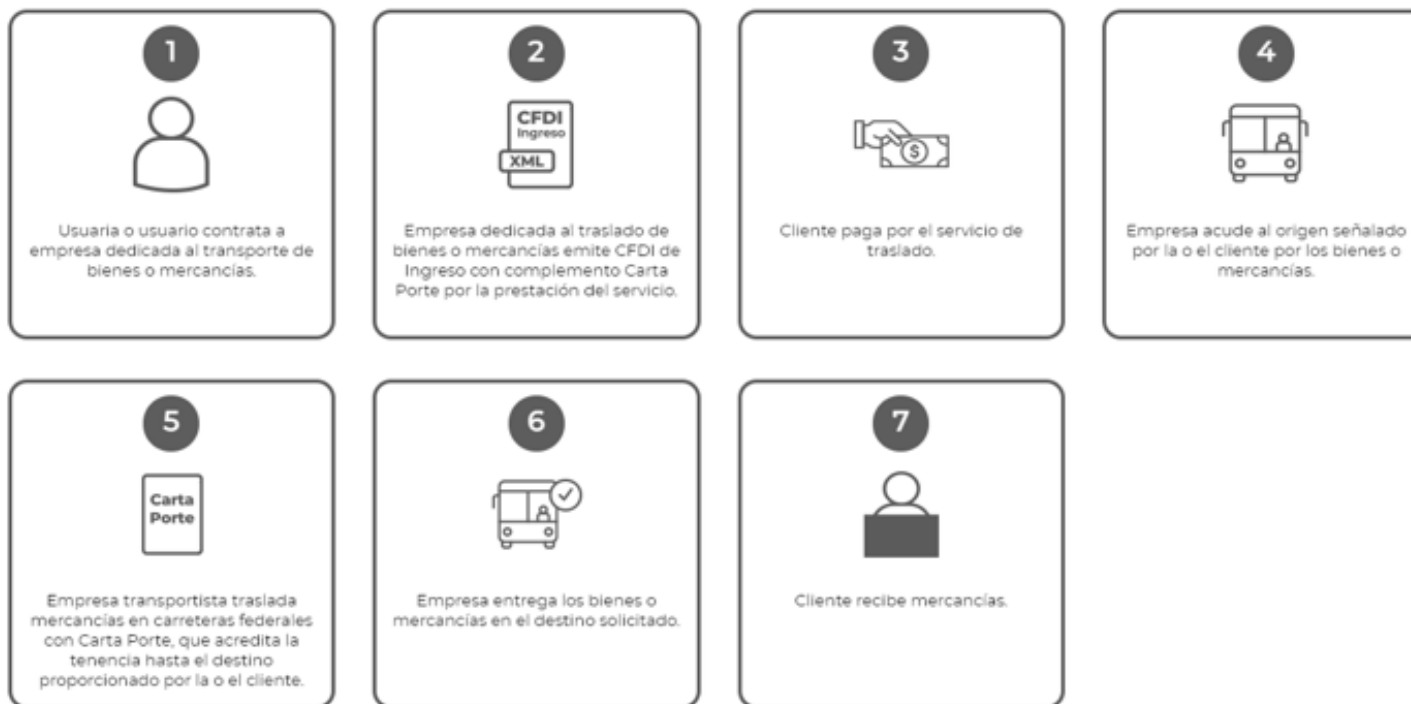 1
CFDI
Ingreso
XML
Usuaria o usuario contrata a
empresa dedicada al transporte de
bienes o mercancías.
2
Empresa dedicada al traslado de
bienes o mercancías emite CFDI de
Ingreso con complemento Carta
Porte por la prestación del servicio.
3
$
Cliente paga por el servicio de
traslado.
4
Empresa acude al origen señalado
por la o el cliente por los bienes o
mercancías.
5
Carta
Porte
Empresa transportista traslada
mercancías en carreteras federales
con Carta Porte, que acredita la
tenencia hasta el destino
proporcionado por la o el cliente.
6
Empresa entrega los bienes o
mercancías en el destino solicitado.
7
Cliente recibe mercancías.